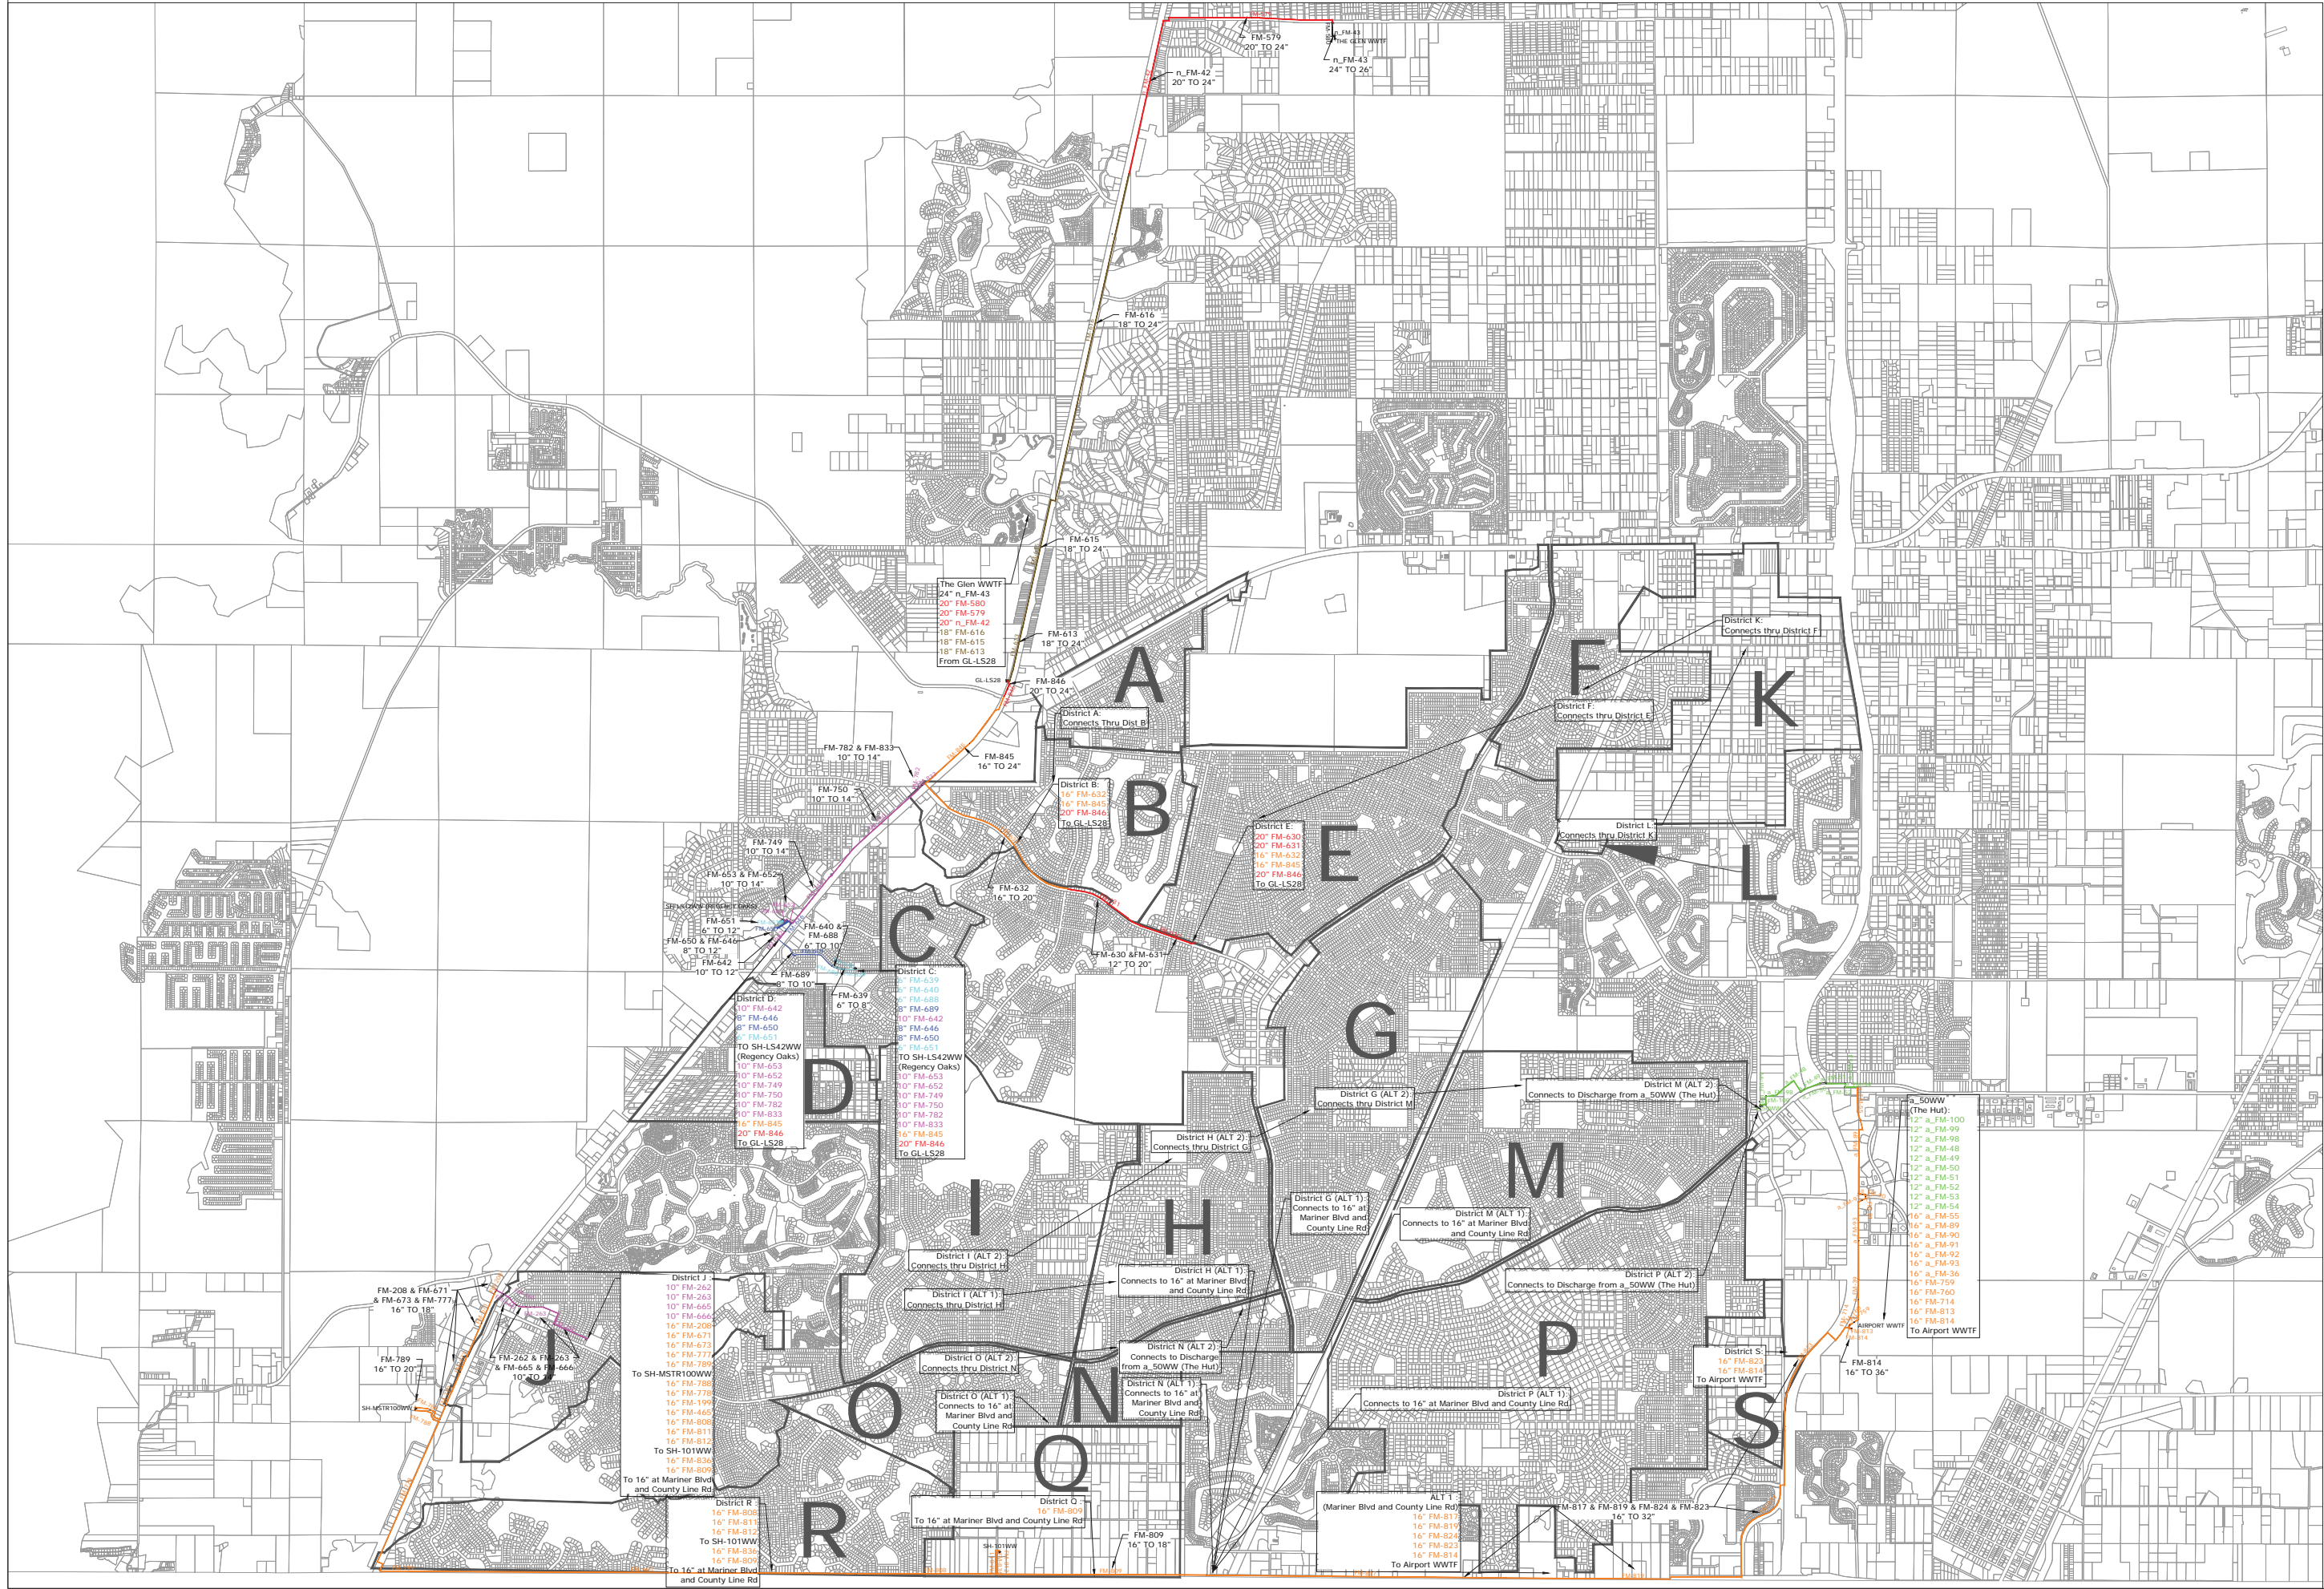 FM-579
20" TO 24"
n_FM-43
THE GLEN WWTF
n_FM-43
24" TO 26"
n_FM-42
20" TO 24"
FM-616
18" TO 24"
FM-615
18" TO 24"
The Glen WWTF
24" n_FM-43
20" FM-580
20" FM-579
20" n_FM-42
18" FM-616
18" FM-615
18" FM-613
From GL-LS28
FM-613
18" TO 24"
GL-LS28
FM-846
20" TO 24"
A
F
K
District K:
Connects thru District F
District F:
Connects thru District E
District A:
Connects Thru Dist B
FM-782 & FM-833
10" TO 14"
FM-845
16" TO 24"
FM-750
10" TO 14"
District B:
16" FM-632
16" FM-845
20" FM-846
To GL-LS28
B
E
District E:
20" FM-630
20" FM-631
16" FM-632
16" FM-845
20" FM-846
To GL-LS28
District L:
Connects thru District K
L
FM-749
10" TO 14"
FM-653 & FM-652
10" TO 14"
FM-651
6" TO 12"
FM-650 & FM-646
8" TO 12"
FM-642
10" TO 12"
FM-640 &
FM-688
6" TO 10"
FM-689
8" TO 10"
FM-639
6" TO 8"
FM-632
16" TO 20"
FM-630 &FM-631
12" TO 20"
C
District C:
6" FM-639
6" FM-640
6" FM-688
8" FM-689
10" FM-642
8" FM-646
8" FM-650
6" FM-651
TO SH-LS42WW
(Regency Oaks)
10" FM-653
10" FM-652
10" FM-749
10" FM-750
10" FM-782
10" FM-833
16" FM-845
20" FM-846
To GL-LS28
District D:
10" FM-642
8" FM-646
8" FM-650
6" FM-651
TO SH-LS42WW
(Regency Oaks)
10" FM-653
10" FM-652
10" FM-749
10" FM-750
10" FM-782
10" FM-833
16" FM-845
20" FM-846
To GL-LS28
D
G
District G (ALT 2):
Connects thru District M
District M (ALT 2):
Connects to Discharge from a_50WW (The Hut)
a_50WW
(The Hut):
12" a_FM-100
12" a_FM-99
12" a_FM-98
12" a_FM-48
12" a_FM-49
12" a_FM-50
12" a_FM-51
12" a_FM-52
12" a_FM-53
12" a_FM-54
16" a_FM-55
16" a_FM-89
16" a_FM-90
16" a_FM-91
16" a_FM-92
16" a_FM-93
16" a_FM-36
16" FM-759
16" FM-760
16" FM-714
16" FM-813
16" FM-814
To Airport WWTF
District H (ALT 2):
Connects thru District G
M
I
H
District G (ALT 1):
Connects to 16" at
Mariner Blvd and
County Line Rd
District M (ALT 1):
Connects to 16" at Mariner Blvd
and County Line Rd
District I (ALT 2):
Connects thru District H
District H (ALT 1):
Connects to 16" at Mariner Blvd
and County Line Rd
District I (ALT 1):
Connects thru District H
District P (ALT 2):
Connects to Discharge from a_50WW (The Hut)
FM-208 & FM-671
& FM-673 & FM-777
16" TO 18"
District J :
10" FM-262
10" FM-263
10" FM-665
10" FM-666
16" FM-208
16" FM-671
16" FM-673
16" FM-777
16" FM-789
To SH-MSTR100WW
16" FM-788
16" FM-778
16" FM-199
16" FM-465
16" FM-808
16" FM-811
16" FM-812
To SH-101WW
16" FM-836
16" FM-809
To 16" at Mariner Blvd
and County Line Rd
J
FM-789
16" TO 20"
FM-262 & FM-263
& FM-665 & FM-666
10" TO 14"
SH-MSTR100WW
District O (ALT 2):
Connects thru District N
District N (ALT 2):
Connects to Discharge
from a_50WW (The Hut)
District O (ALT 1):
Connects to 16" at
Mariner Blvd and
County Line Rd
District N (ALT 1):
Connects to 16" at
Mariner Blvd and
County Line Rd
O
N
P
District P (ALT 1):
Connects to 16" at Mariner Blvd and County Line Rd
AIRPORT WWTF
FM-814
16" TO 36"
District S:
16" FM-823
16" FM-814
To Airport WWTF
S
Q
District Q :
16" FM-809
To 16" at Mariner Blvd and County Line Rd
R
District R :
16" FM-808
16" FM-811
16" FM-812
To SH-101WW
16" FM-836
16" FM-809
To 16" at Mariner Blvd
and County Line Rd
SH-101WW
FM-809
16" TO 18"
ALT 1
(Mariner Blvd and County Line Rd)
16" FM-817
16" FM-819
16" FM-824
16" FM-823
16" FM-814
To Airport WWTF
FM-817 & FM-819 & FM-824 & FM-823
16" TO 32"